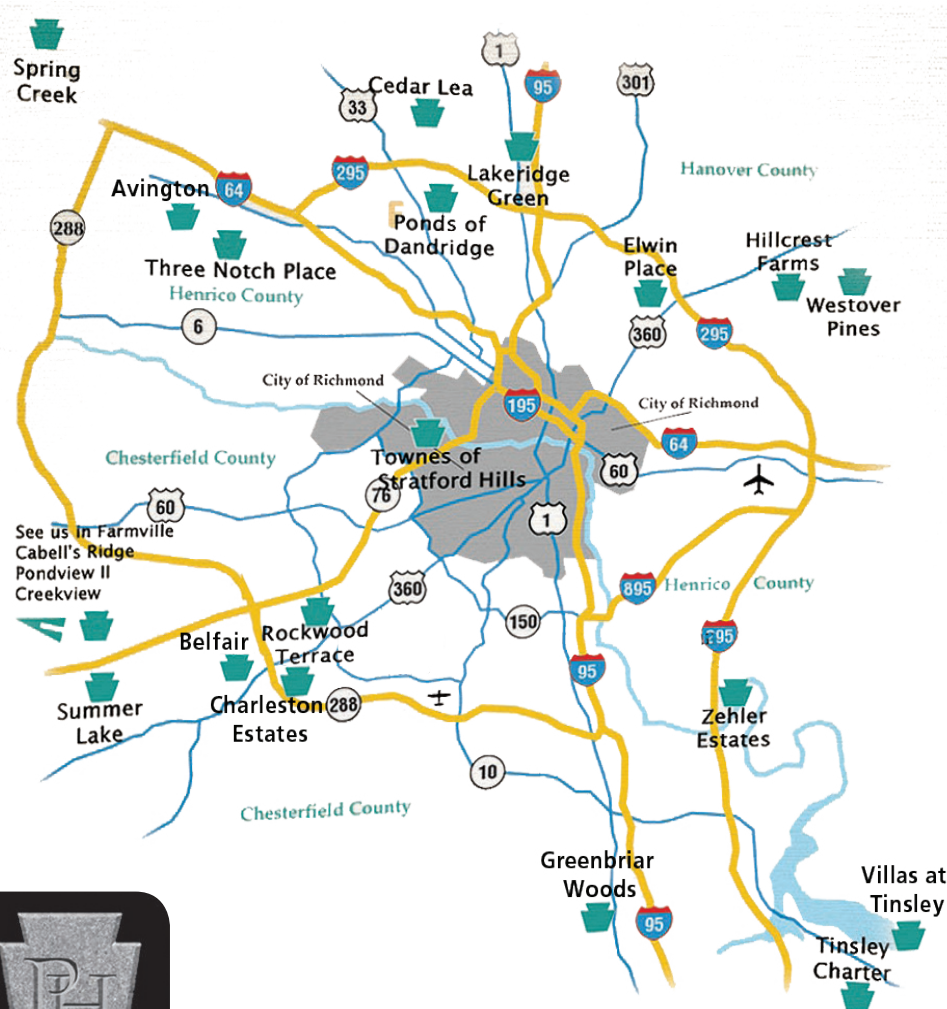 Spring
Creek
1
95
301
33
Cedar Lea
295
Lakeridge
Green
Hanover County
Avington
64
288
Ponds of
Dandridge
Elwin
Place
Hillcrest
Farms
Three Notch Place
Henrico County
Westover
Pines
6
360
295
City of Richmond
195
City of Richmond
64
Townes of
Stratford Hills
Chesterfield County
60
76
60
1
See us in Farmville
Cabell's Ridge
Pondview II
Creekview
360
895
Henrico County
150
Belfair
Rockwood
Terrace
95
95
Summer
Lake
Charleston
Estates
288
Zehler
Estates
10
Chesterfield County
Greenbriar
Woods
95
Villas at
Tinsley
Tinsley
Charter
PH